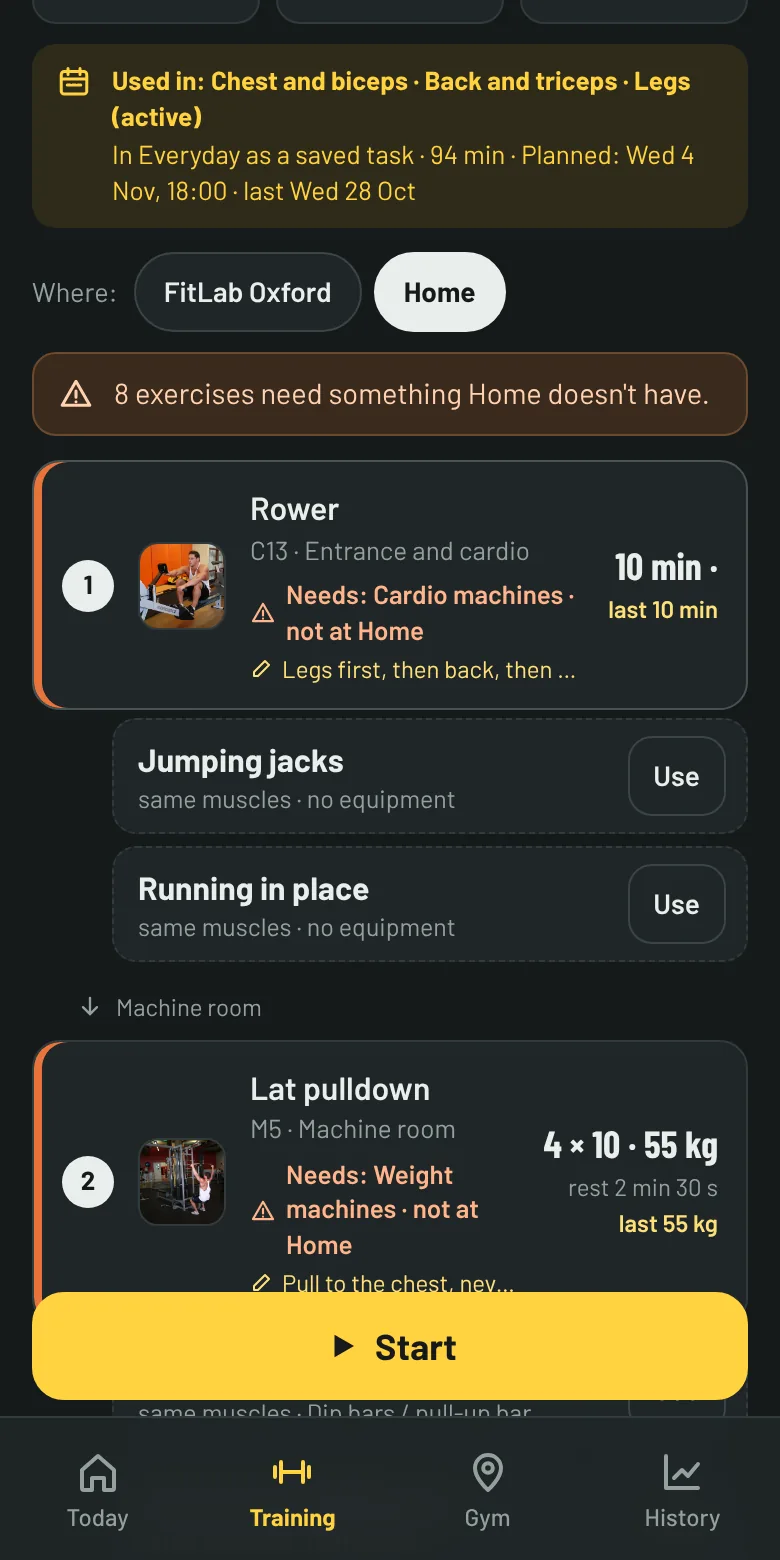 Used in: Chest and biceps · Back and triceps · Legs
(active)
In Everyday as a saved task · 94 min · Planned: Wed 4
Nov, 18:00 · last Wed 28 Oct
Where:
FitLab Oxford
Home
8 exercises need something Home doesn't have.
1
Rower
C13 · Entrance and cardio
Needs: Cardio machines ·
not at Home
Legs first, then back, then ...
10 min ·
last 10 min
Jumping jacks
same muscles · no equipment
Use
Running in place
same muscles · no equipment
Use
Machine room
2
Lat pulldown
M5 · Machine room
Needs: Weight
machines · not at
Home
Pull to the chest, nev...
4 × 10 · 55 kg
rest 2 min 30 s
last 55 kg
Start
same muscles · Dip bars / pull-up bar
Today
Training
Gym
History